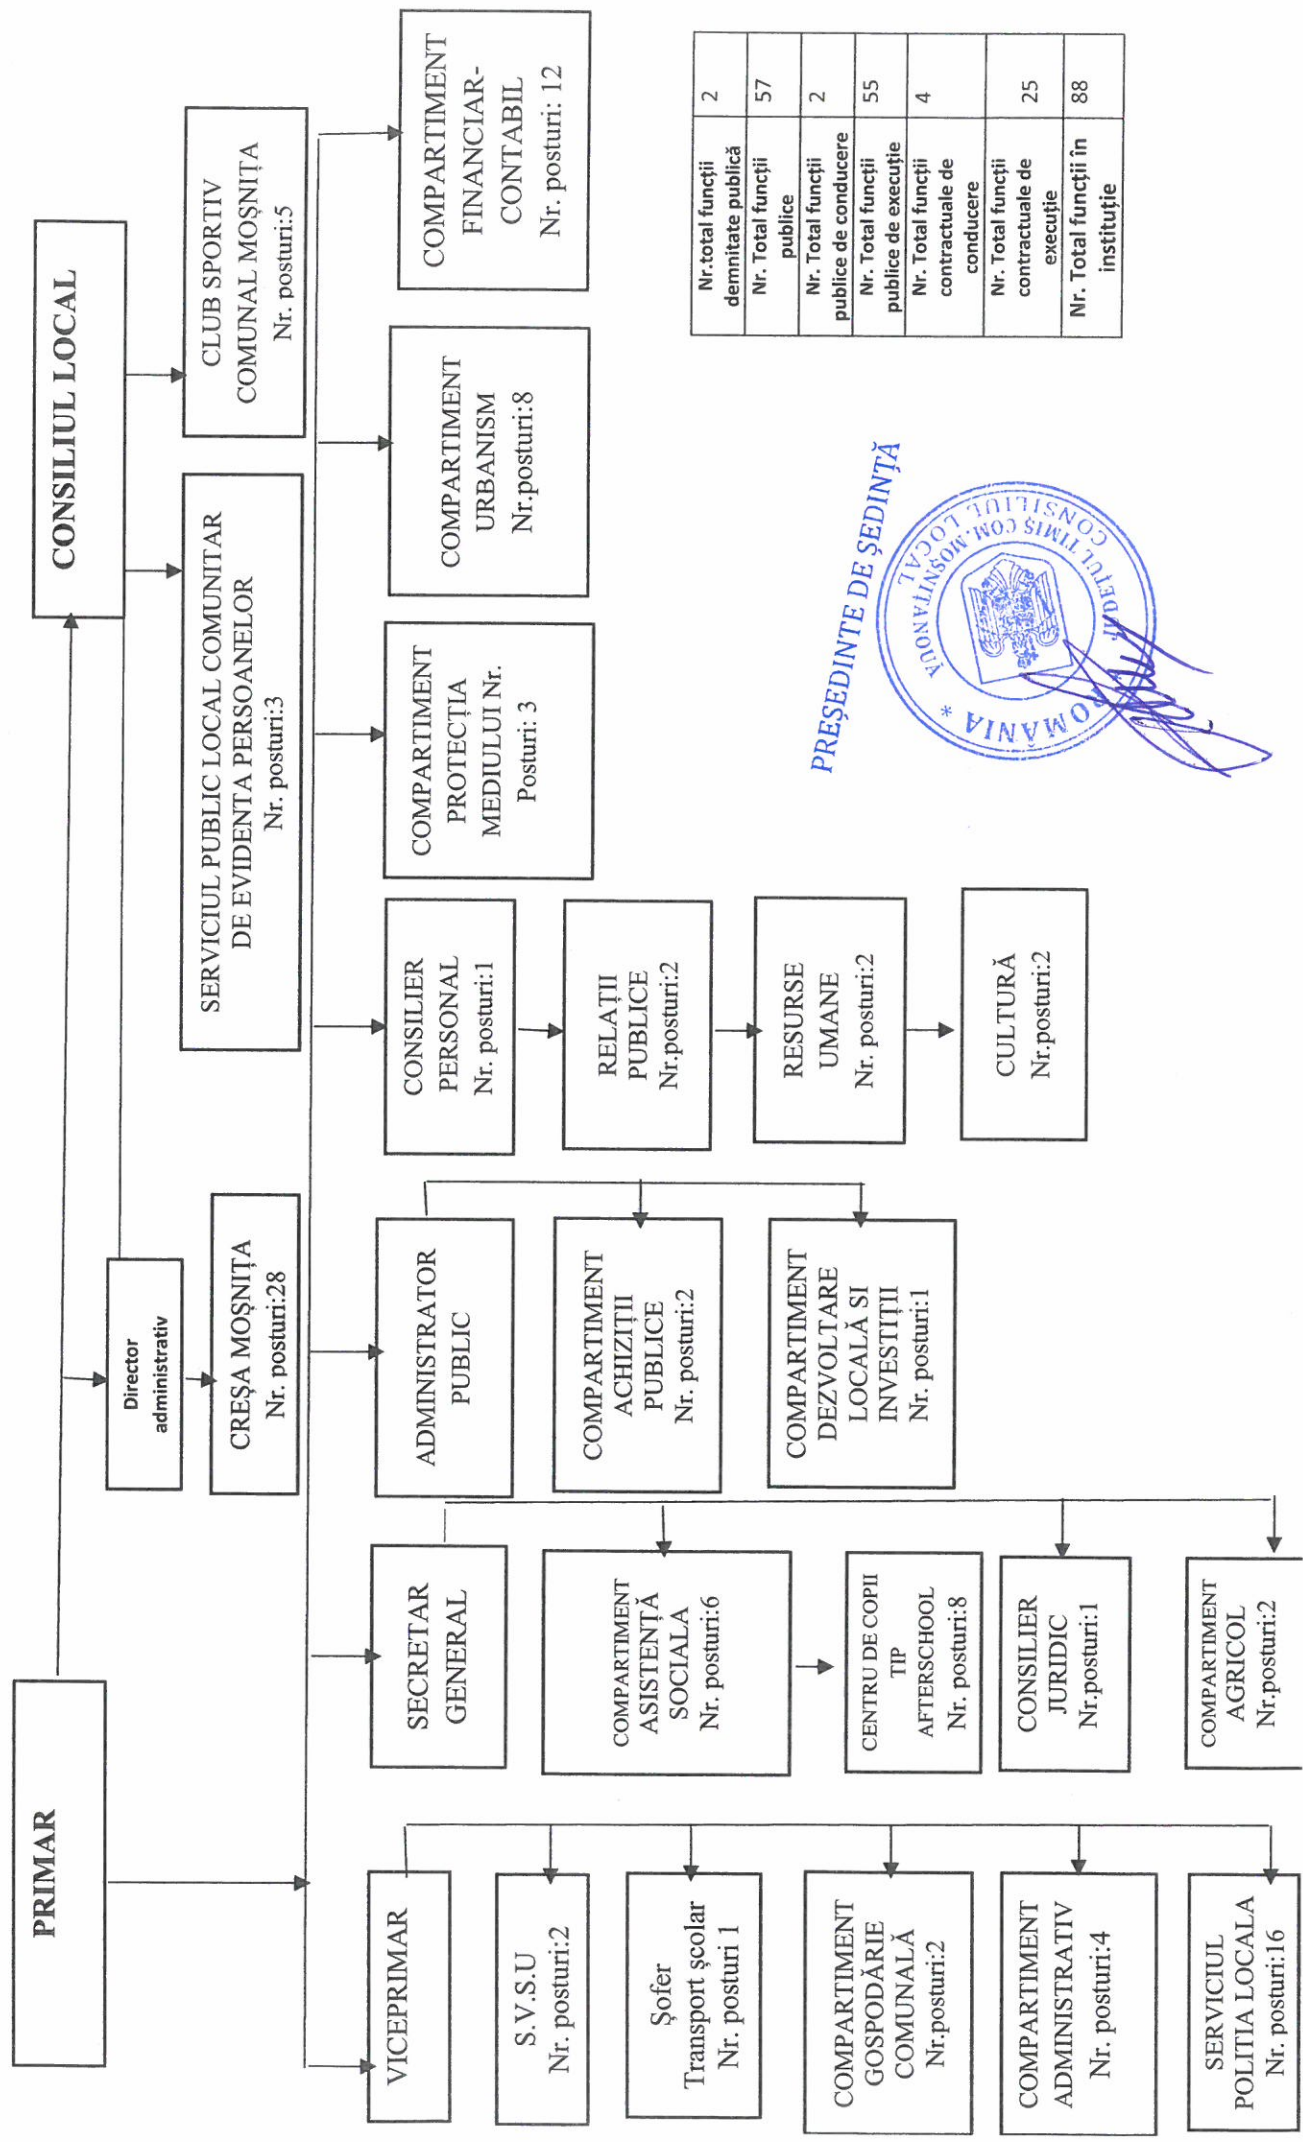 PRIMAR
CONSILIUL LOCAL
Director
administrativ
CREȘA MOȘNIȚA
Nr. posturi:28
SERVICIUL PUBLIC LOCAL COMUNITAR
DE EVIDENTA PERSOANELOR
Nr. posturi:3
CLUB SPORTIV
COMUNAL MOȘNIȚA
Nr. posturi:5
VICEPRIMAR
S.V.S.U
Nr. posturi:2
Șofer
Transport școlar
Nr. posturi 1
COMPARTIMENT
GOSPODĂRIE
COMUNALĂ
Nr.posturi:2
COMPARTIMENT
ADMINISTRATIV
Nr. posturi:4
SERVICIUL
POLITIA LOCALA
Nr. posturi:16
SECRETAR
GENERAL
COMPARTIMENT
ASISTENȚĂ
SOCIALA
Nr. posturi:6
CENTRU DE COPII
TIP
AFTERSCHOOL
Nr. posturi:8
CONSILIER
JURIDIC
Nr.posturi:1
COMPARTIMENT
AGRICOL
Nr.posturi:2
ADMINISTRATOR
PUBLIC
COMPARTIMENT
ACHIZIȚII
PUBLICE
Nr. posturi:2
COMPARTIMENT
DEZVOLTARE
LOCALĂ SI
INVESTIȚII
Nr. posturi:1
CONSILIER
PERSONAL
Nr. posturi:1
RELAȚII
PUBLICE
Nr.posturi:2
RESURSE
UMANE
Nr. posturi:2
CULTURĂ
Nr.posturi:2
COMPARTIMENT
PROTECȚIA
MEDIULUI Nr.
Posturi: 3
COMPARTIMENT
URBANISM
Nr.posturi:8
COMPARTIMENT
FINANCIAR-
CONTABIL
Nr. posturi: 12
PREȘEDINTE DE ȘEDINȚĂ
ROMÂNIA *
JUDEȚUL TIMIȘ COM. MOȘNIȚA NOUĂ
CONSILIUL LOCAL
Nr.total funcții 2
demnitate publică
Nr. Total funcții 57
publice
Nr. Total funcții 2
publice de conducere
Nr. Total funcții 55
publice de execuție
Nr. Total funcții 4
contractuale de
conducere
Nr. Total funcții
contractuale de 25
execuție
Nr. Total funcții în 88
instituție